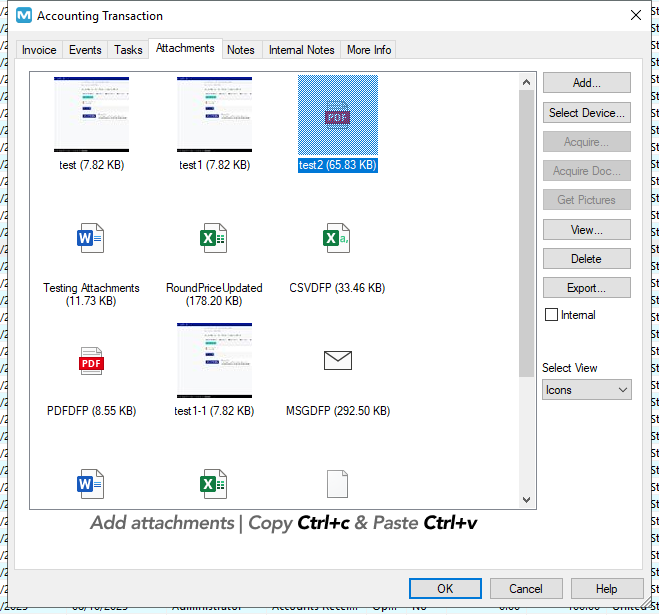 Accounting Transaction
Invoice Events Tasks Attachments Notes Internal Notes More Info
Add...
Select Device...
Acquire...
Acquire Doc...
Get Pictures
View...
Delete
Export...
Internal
Select View
Icons
PDF
test (7.82 KB) test1 (7.82 KB) test2 (65.83 KB)
Testing Attachments RoundPriceUpdated CSVDFP (33.46 KB)
(11.73 KB) (178.20 KB)
PDF
PDFDFP (8.55 KB) test1-1 (7.82 KB) MSGDFP (292.50 KB)
Add attachments | Copy Ctrl+c & Paste Ctrl+v
OK Cancel Help